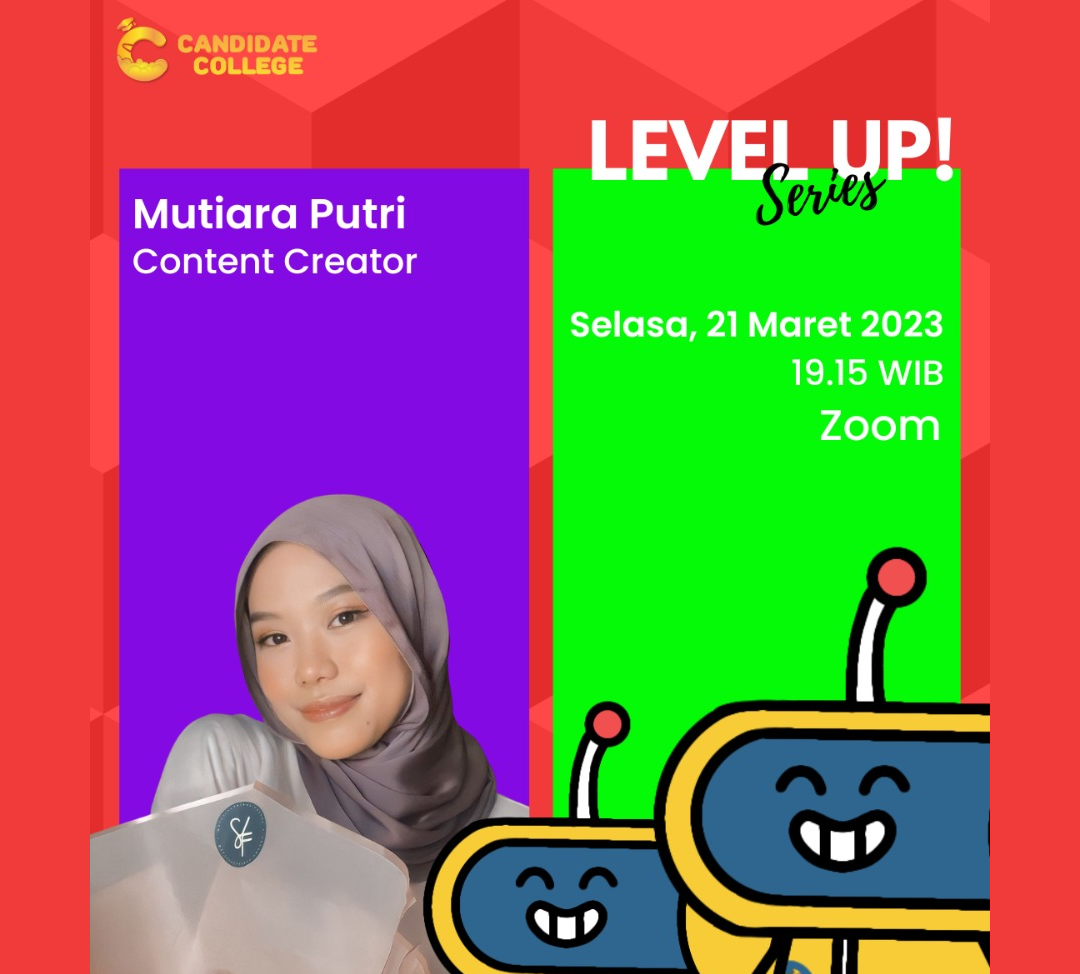 CANDIDATE
COLLEGE
LEVEL UP!
Series
Mutiara Putri
Content Creator
Selasa, 21 Maret 2023
19.15 WIB
Zoom